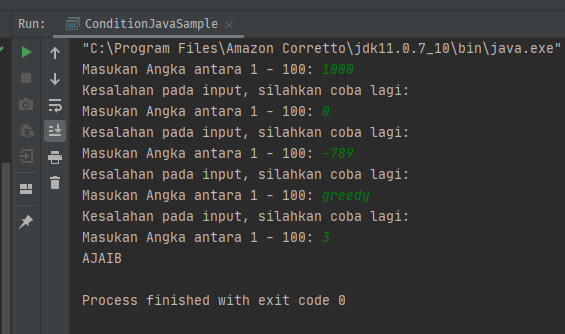 Run: ConditionJavaSample
"C:\Program Files\Amazon Corretto\jdk11.0.7_10\bin\java.exe"
Masukan Angka antara 1 - 100: 1000
Kesalahan pada input, silahkan coba lagi:
Masukan Angka antara 1 - 100: 0
Kesalahan pada input, silahkan coba lagi:
Masukan Angka antara 1 - 100: -789
Kesalahan pada input, silahkan coba lagi:
Masukan Angka antara 1 - 100: greedy
Kesalahan pada input, silahkan coba lagi:
Masukan Angka antara 1 - 100: 3
AJAIB
Process finished with exit code 0